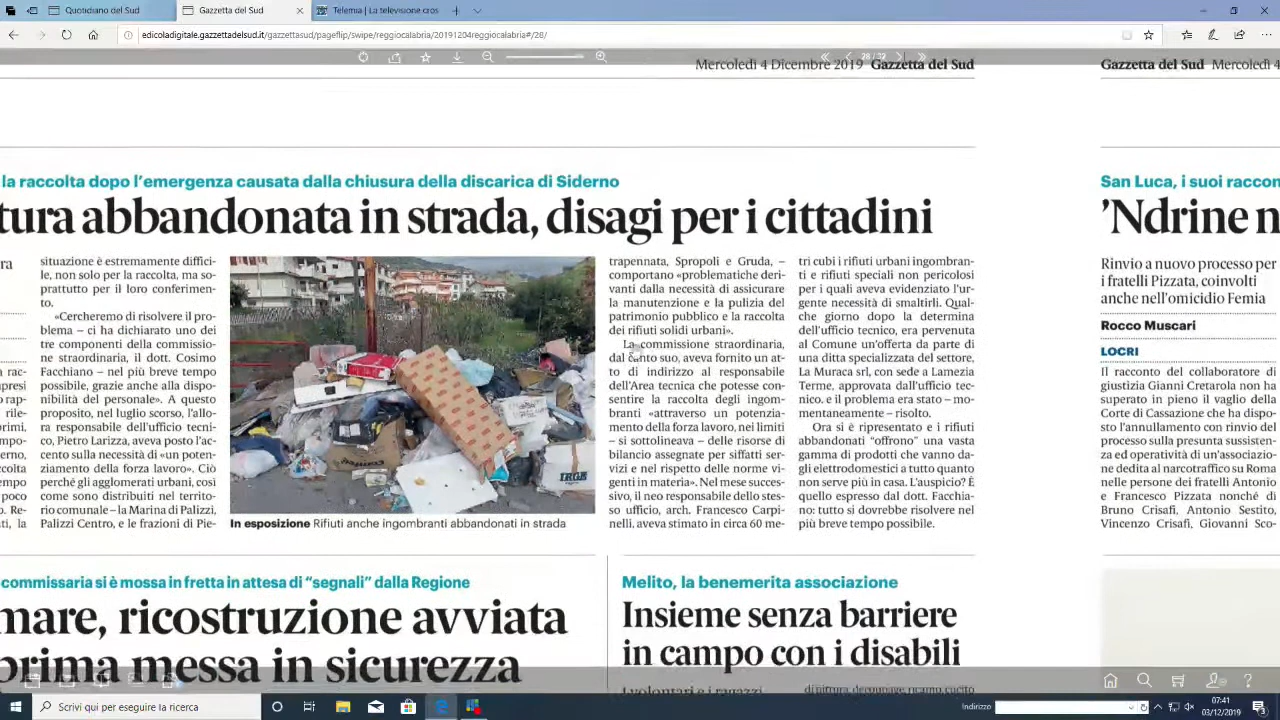 Quotidiano - La televisione
Gazzetta del Sud
Telemia - La televisione cros
edicoladigitale.gazzettadelsud.it/gazzettasud/pageflip/swipe/reggiocalabria/20191204reggiocalabria#/28/
28 / 32
Mercoledì 4 Dicembre 2019 Gazzetta del Sud
Gazzetta del Sud Mercoledì 4
la raccolta dopo l'emergenza causata dalla chiusura della discarica di Siderno
tura abbandonata in strada, disagi per i cittadini
situazione è estremamente diffici-
le, non solo per la raccolta, ma so-
prattutto per il loro conferimen-
to.
«Cercheremo di risolvere il pro-
blema – ci ha dichiarato uno dei
tre componenti della commissio-
ne straordinaria, il dott. Cosimo
Facchiano – nel più breve tempo
possibile, grazie anche alla dispo-
nibilità del personale». A questo
proposito, nel luglio scorso, l'allo-
ra responsabile dell'ufficio tecni-
co, Pietro Larizza, aveva posto l'ac-
cento sulla necessità di «un poten-
ziamento della forza lavoro». Ciò
perché gli agglomerati urbani, così
come sono distribuiti nel territo-
rio comunale – la Marina di Palizzi,
Palizzi Centro, e le frazioni di Pie-
In esposizione Rifiuti anche ingombranti abbandonati in strada
trapennata, Spropoli e Gruda, –
comportano «problematiche deri-
vanti dalla necessità di assicurare
la manutenzione e la pulizia del
patrimonio pubblico e la raccolta
dei rifiuti solidi urbani».
La commissione straordinaria,
dal canto suo, aveva fornito un at-
to di indirizzo al responsabile
dell'Area tecnica che potesse con-
sentire la raccolta degli ingom-
branti «attraverso un potenzia-
mento della forza lavoro, nei limiti
– si sottolineava – delle risorse di
bilancio assegnate per siffatti ser-
vizi e nel rispetto delle norme vi-
genti in materia». Nel mese succes-
sivo, il neo responsabile dello stes-
so ufficio, arch. Francesco Carpi-
nelli, aveva stimato in circa 60 me-
tri cubi i rifiuti urbani ingombran-
ti e rifiuti speciali non pericolosi
per i quali aveva evidenziato l'ur-
gente necessità di smaltirli. Qual-
che giorno dopo la determina
dell'ufficio tecnico, era pervenuta
al Comune un'offerta da parte di
una ditta specializzata del settore,
La Muraca srl, con sede a Lamezia
Terme, approvata dall'ufficio tec-
nico. e il problema era stato – mo-
mentaneamente – risolto.
Ora si è ripresentato e i rifiuti
abbandonati "offrono" una vasta
gamma di prodotti che vanno da-
gli elettrodomestici a tutto quanto
non serve più in casa. L'auspicio? È
quello espresso dal dott. Facchia-
no: tutto si dovrebbe risolvere nel
più breve tempo possibile.
San Luca, i suoi raccon
'Ndrine n
Rinvio a nuovo processo per
i fratelli Pizzata, coinvolti
anche nell'omicidio Femia
Rocco Muscari
LOCRI
Il racconto del collaboratore di
giustizia Gianni Cretarola non ha
superato in pieno il vaglio della
Corte di Cassazione che ha dispo-
sto l'annullamento con rinvio del
processo sulla presunta sussisten-
za ed operatività di un'associazio-
ne dedita al narcotraffico su Roma
nelle persone dei fratelli Antonio
e Francesco Pizzata nonché di
Bruno Crisafi, Antonio Sestito,
Vincenzo Crisafi, Giovanni Sco-
commissaria si è mossa in fretta in attesa di "segnali" dalla Regione
mare, ricostruzione avviata
prima messa in sicurezza
Melito, la benemerita associazione
Insieme senza barriere
in campo con i disabili
I volontari e i ragazzi
dipittura, decoupage, ricamo, cucito
Scrivi qui per eseguire la ricerca
Indirizzo
07:41
03/12/2019